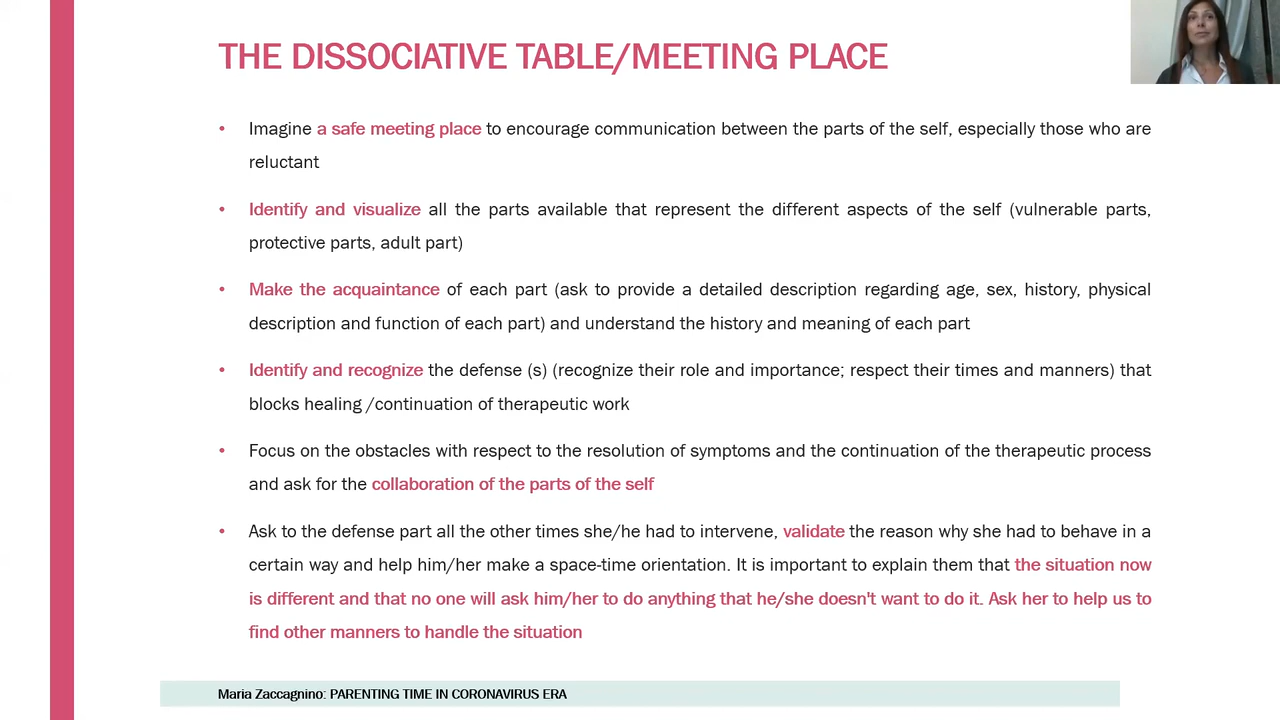 THE DISSOCIATIVE TABLE/MEETING PLACE
• Imagine a safe meeting place to encourage communication between the parts of the self, especially those who are
reluctant
• Identify and visualize all the parts available that represent the different aspects of the self (vulnerable parts,
protective parts, adult part)
• Make the acquaintance of each part (ask to provide a detailed description regarding age, sex, history, physical
description and function of each part) and understand the history and meaning of each part
• Identify and recognize the defense (s) (recognize their role and importance; respect their times and manners) that
blocks healing /continuation of therapeutic work
• Focus on the obstacles with respect to the resolution of symptoms and the continuation of the therapeutic process
and ask for the collaboration of the parts of the self
• Ask to the defense part all the other times she/he had to intervene, validate the reason why she had to behave in a
certain way and help him/her make a space-time orientation. It is important to explain them that the situation now
is different and that no one will ask him/her to do anything that he/she doesn't want to do it. Ask her to help us to
find other manners to handle the situation
Maria Zaccagnino: PARENTING TIME IN CORONAVIRUS ERA